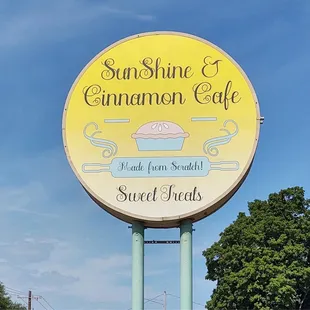 SunShine &
Cinnamon Cafe
Made from Scratch!
Sweet Treats